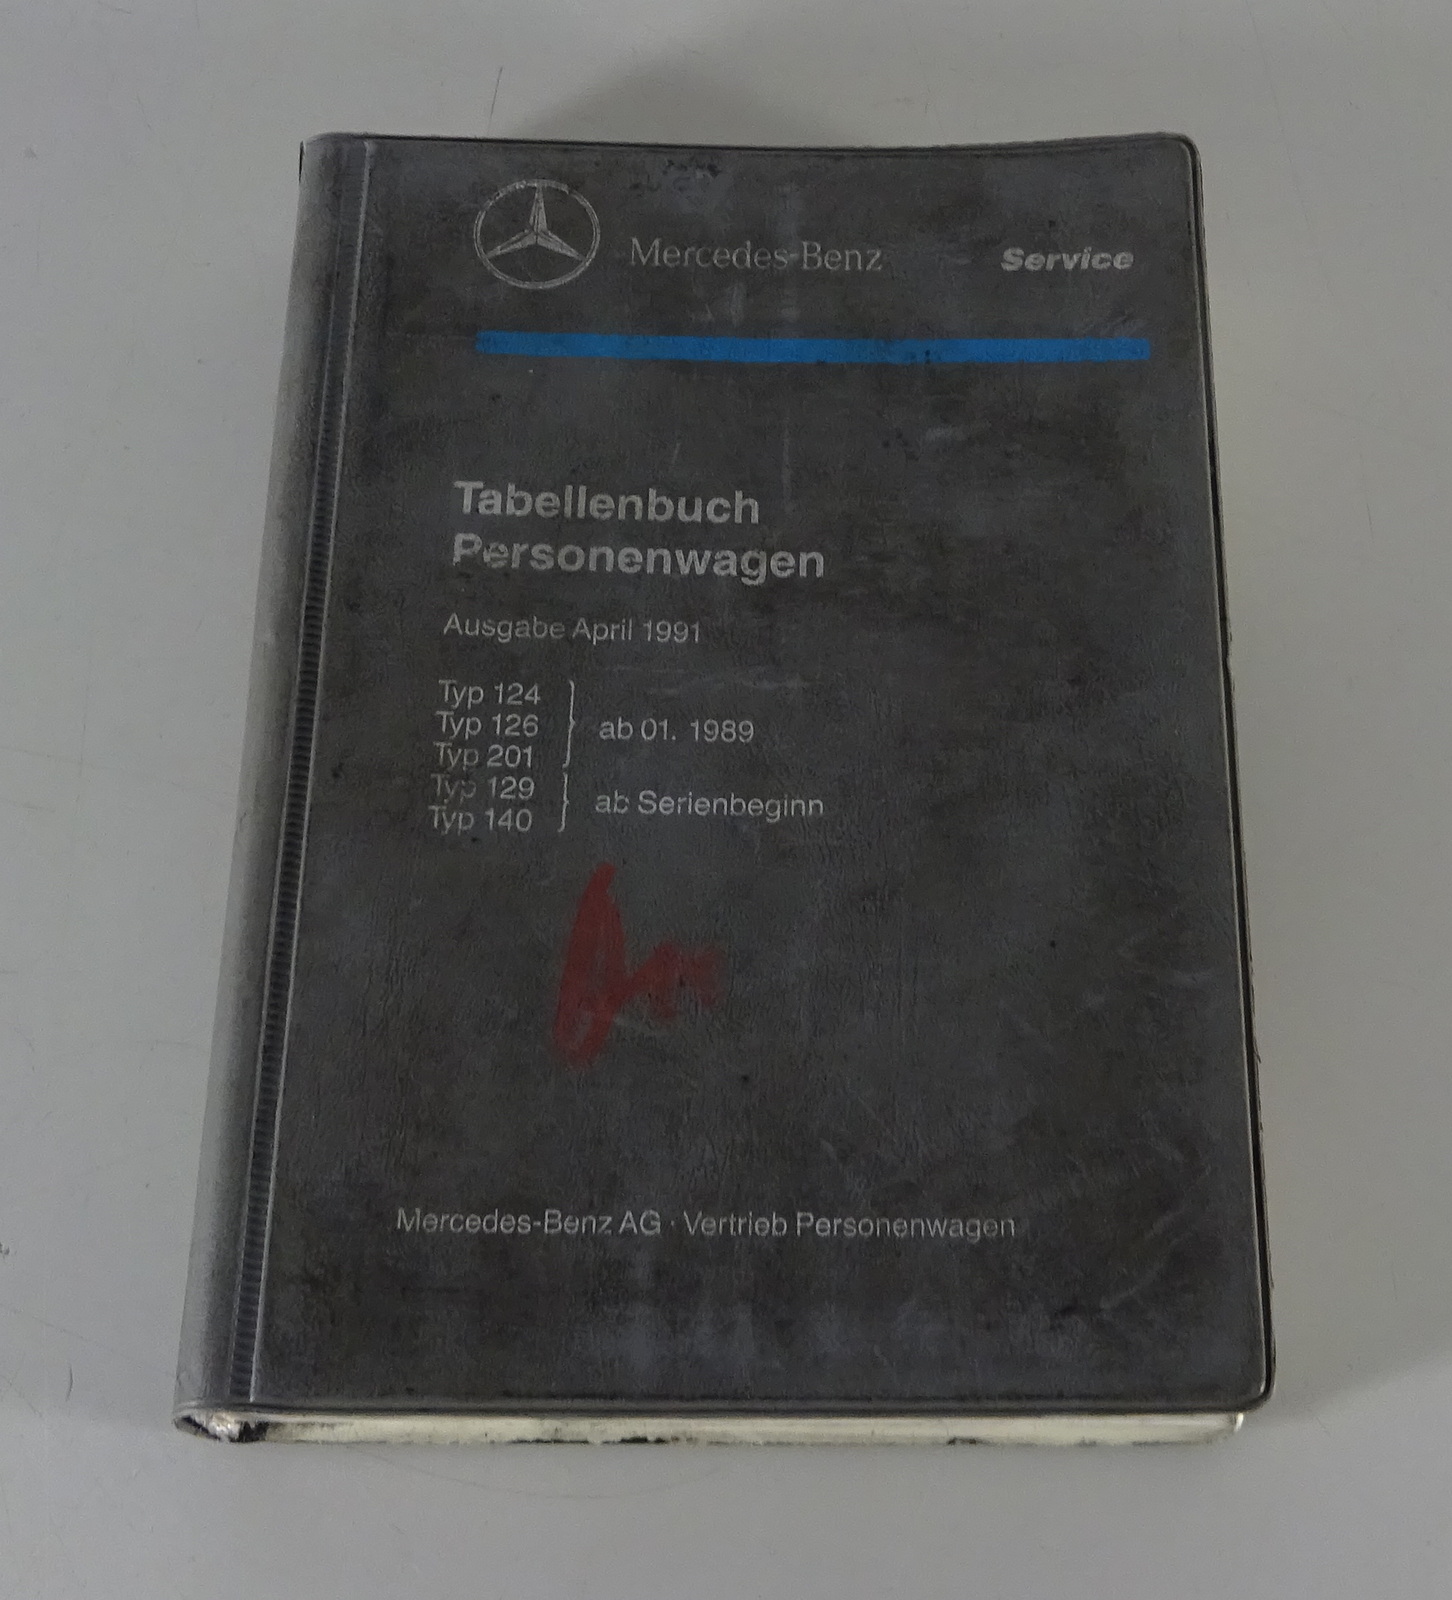 Mercedes-Benz Service
Tabellenbuch
Personenwagen
Ausgabe April 1991
Typ 124
Typ 126
Typ 201
ab 01. 1989
Typ 129
Typ 140
ab Serienbeginn
Mercedes-Benz AG · Vertrieb Personenwagen